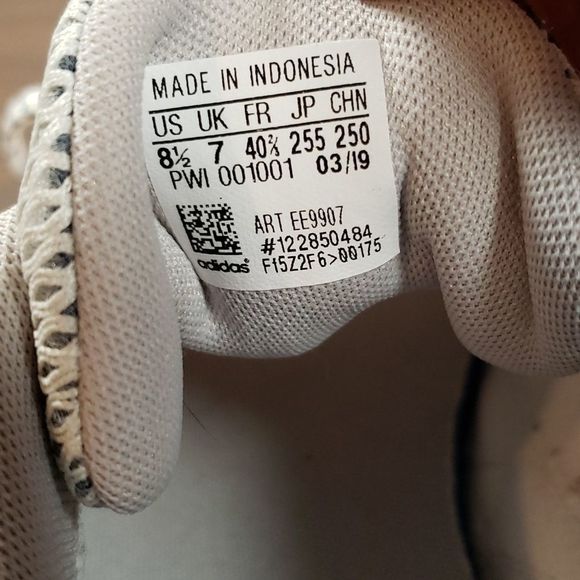 MADE IN INDONESIA
US UK FR JP CHN
8½ 7 40⅔ 255 250
PWI 001001 03/19
ART EE9907
#122850484
adidas F15Z2F6>00175